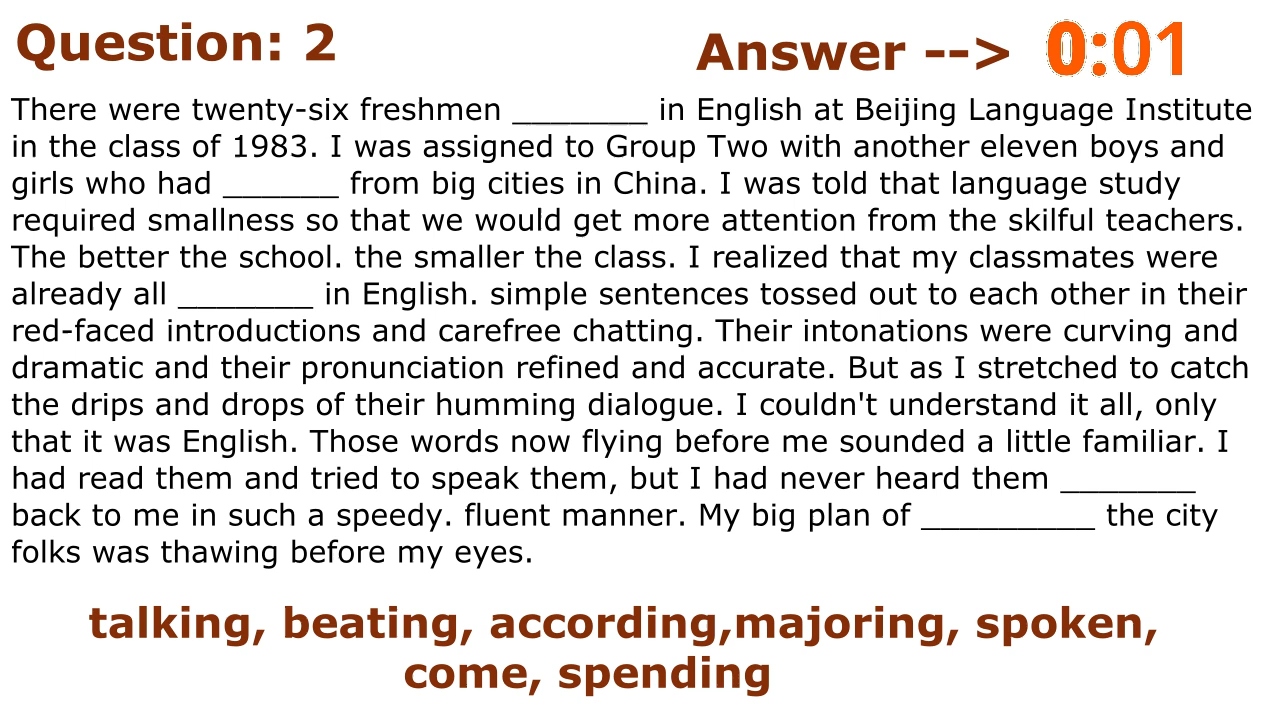 Question: 2
Answer --> 0:01
There were twenty-six freshmen _______ in English at Beijing Language Institute
in the class of 1983. I was assigned to Group Two with another eleven boys and
girls who had ______ from big cities in China. I was told that language study
required smallness so that we would get more attention from the skilful teachers.
The better the school. the smaller the class. I realized that my classmates were
already all _______ in English. simple sentences tossed out to each other in their
red-faced introductions and carefree chatting. Their intonations were curving and
dramatic and their pronunciation refined and accurate. But as I stretched to catch
the drips and drops of their humming dialogue. I couldn't understand it all, only
that it was English. Those words now flying before me sounded a little familiar. I
had read them and tried to speak them, but I had never heard them _______
back to me in such a speedy. fluent manner. My big plan of _________ the city
folks was thawing before my eyes.
talking, beating, according,majoring, spoken,
come, spending